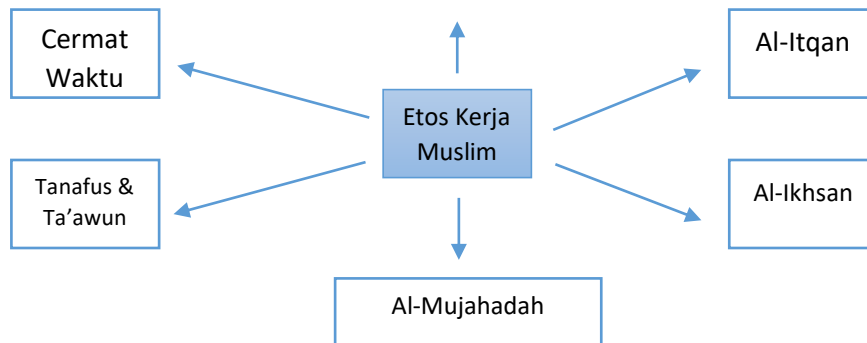 Cermat
Waktu
Al-Itqan
Etos Kerja
Muslim
Tanafus &
Ta’awun
Al-Ikhsan
Al-Mujahadah